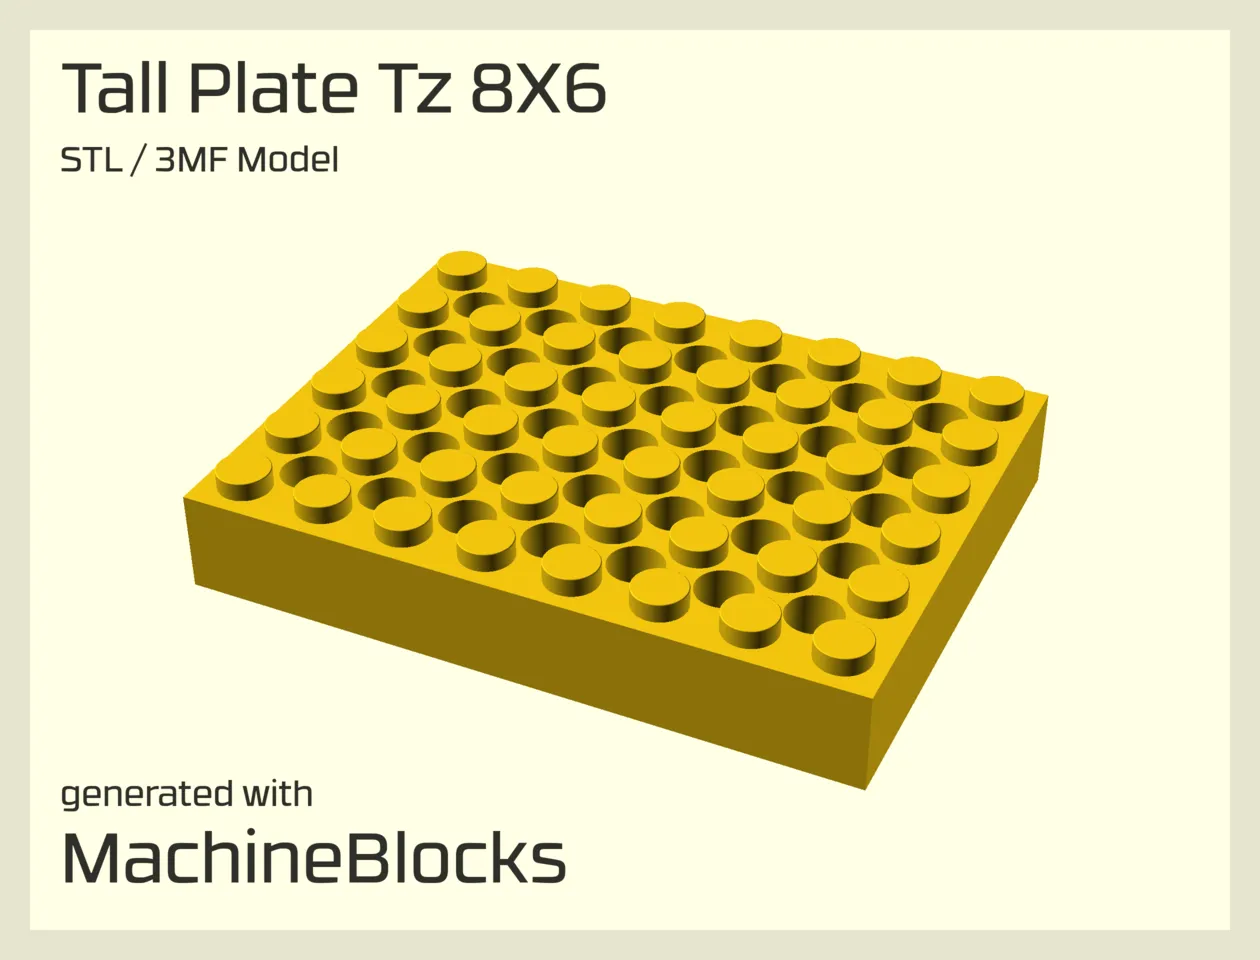 Tall Plate Tz 8X6
STL / 3MF Model
generated with
MachineBlocks